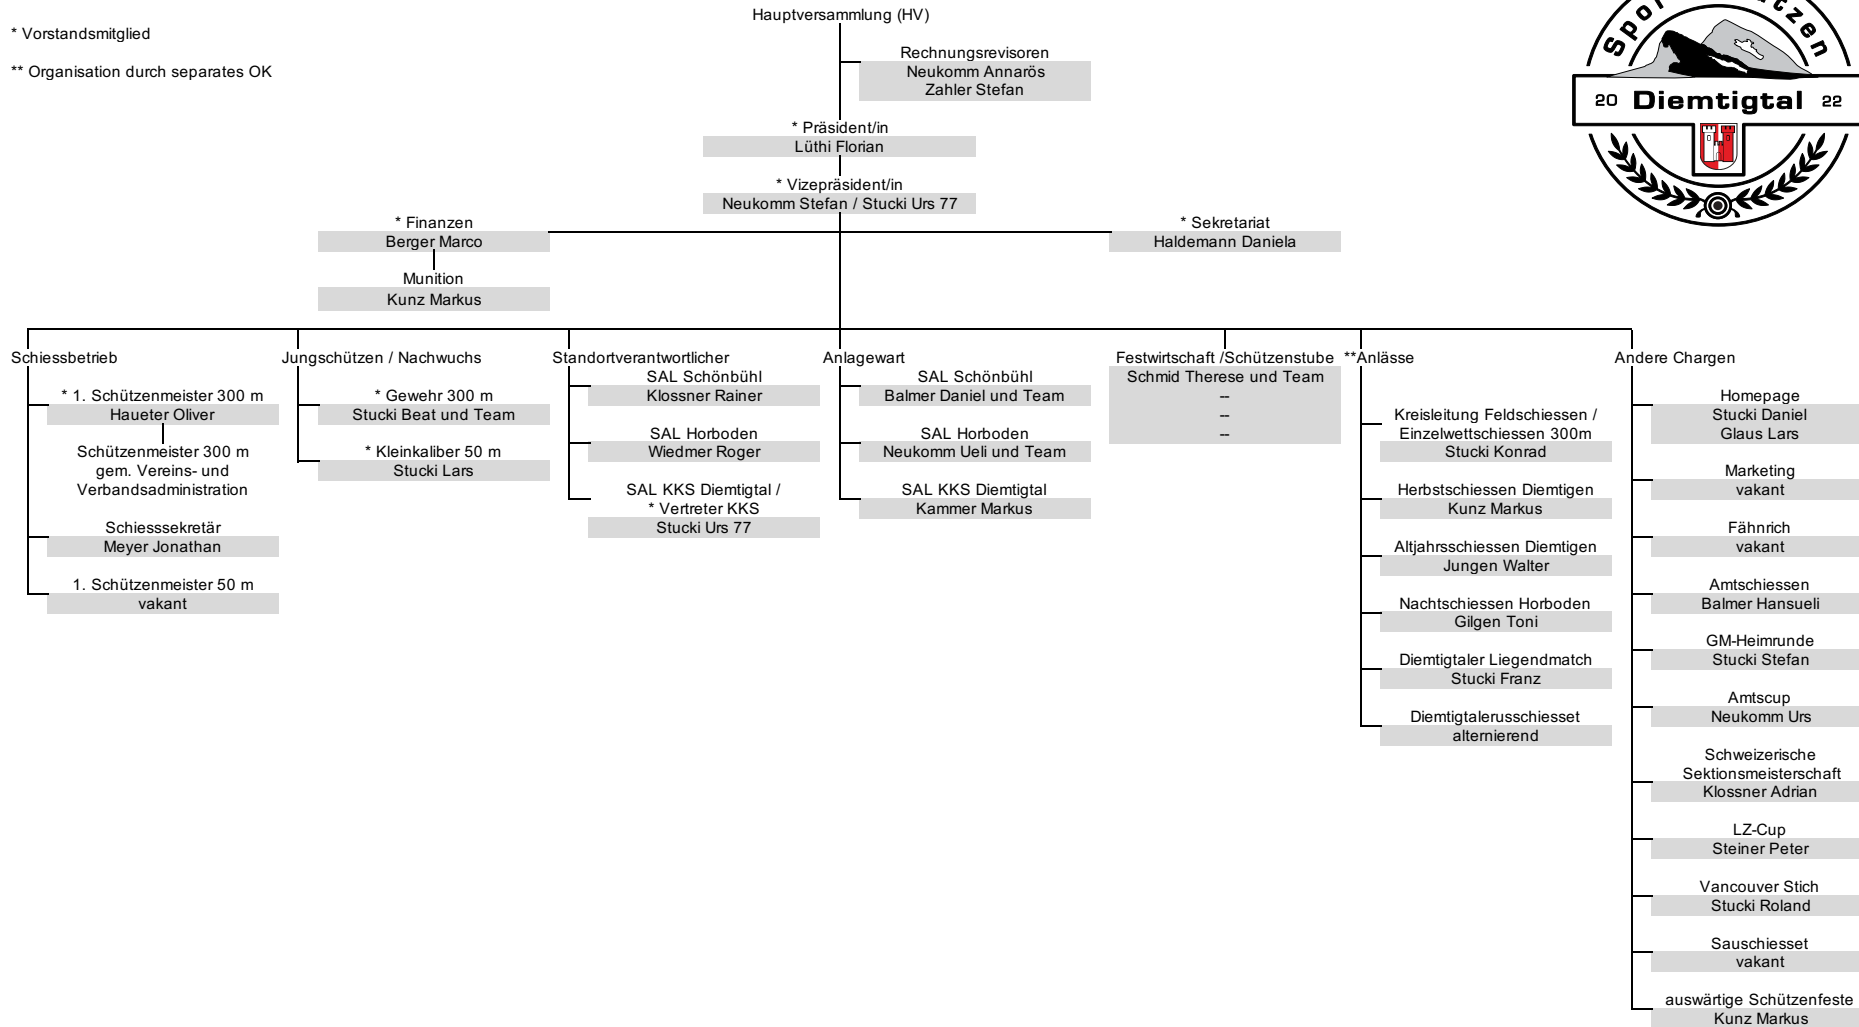 Hauptversammlung (HV)
* Vorstandsmitglied
** Organisation durch separates OK
Rechnungsrevisoren
Neukomm Annarös
Zahler Stefan
* Präsident/in
Lüthi Florian
* Vizepräsident/in
Neukomm Stefan / Stucki Urs 77
* Finanzen
Berger Marco
* Sekretariat
Haldemann Daniela
Munition
Kunz Markus
20 Diemtigtal 22
Schiessbetrieb
* 1. Schützenmeister 300 m
Haueter Oliver
Schützenmeister 300 m
gem. Vereins- und
Verbandsadministration
Schiesssekretär
Meyer Jonathan
1. Schützenmeister 50 m
vakant
Jungschützen / Nachwuchs
* Gewehr 300 m
Stucki Beat und Team
* Kleinkaliber 50 m
Stucki Lars
Standortverantwortlicher
SAL Schönbühl
Klossner Rainer
SAL Horboden
Wiedmer Roger
SAL KKS Diemtigtal /
* Vertreter KKS
Stucki Urs 77
Anlagewart
SAL Schönbühl
Balmer Daniel und Team
SAL Horboden
Neukomm Ueli und Team
SAL KKS Diemtigtal
Kammer Markus
Festwirtschaft /Schützenstube
Schmid Therese und Team
--
--
--
**Anlässe
Kreisleitung Feldschiessen /
Einzelwettschiessen 300m
Stucki Konrad
Herbstschiessen Diemtigen
Kunz Markus
Altjahrsschiessen Diemtigen
Jungen Walter
Nachtschiessen Horboden
Gilgen Toni
Diemtigtaler Liegendmatch
Stucki Franz
Diemtigtalerusschiesset
alternierend
Andere Chargen
Homepage
Stucki Daniel
Glaus Lars
Marketing
vakant
Fähnrich
vakant
Amtschiessen
Balmer Hansueli
GM-Heimrunde
Stucki Stefan
Amtscup
Neukomm Urs
Schweizerische
Sektionsmeisterschaft
Klossner Adrian
LZ-Cup
Steiner Peter
Vancouver Stich
Stucki Roland
Sauschiesset
vakant
auswärtige Schützenfeste
Kunz Markus